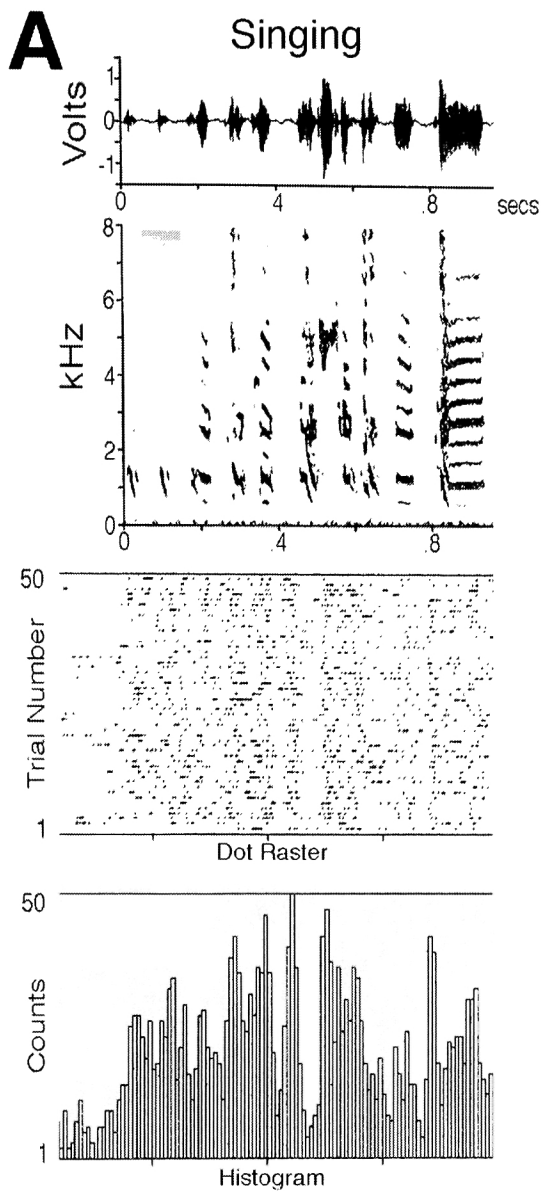 A
Singing
Volts
1
0
-1
0
.4
.8
secs
kHz
8
6
4
2
0
0
.4
.8
Trial Number
50
1
Dot Raster
Counts
50
1
Histogram